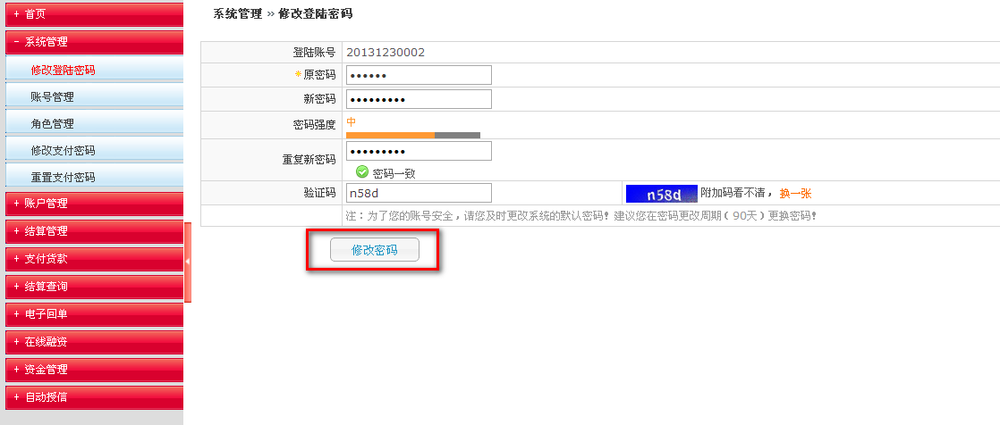 + 首页
- 系统管理
修改登陆密码
账号管理
角色管理
修改支付密码
重置支付密码
+ 账户管理
+ 结算管理
+ 支付货款
+ 结算查询
+ 电子回单
+ 在线融资
+ 资金管理
+ 自动授信
系统管理 » 修改登陆密码
登陆账号 20131230002
*原密码 ••••••
新密码 •••••••••
密码强度 中
重复新密码 •••••••••
密码一致
验证码 n58d n58d 附加码看不清，换一张
注：为了您的账号安全，请您及时更改系统的默认密码！建议您在密码更改周期（90天）更换密码！
修改密码